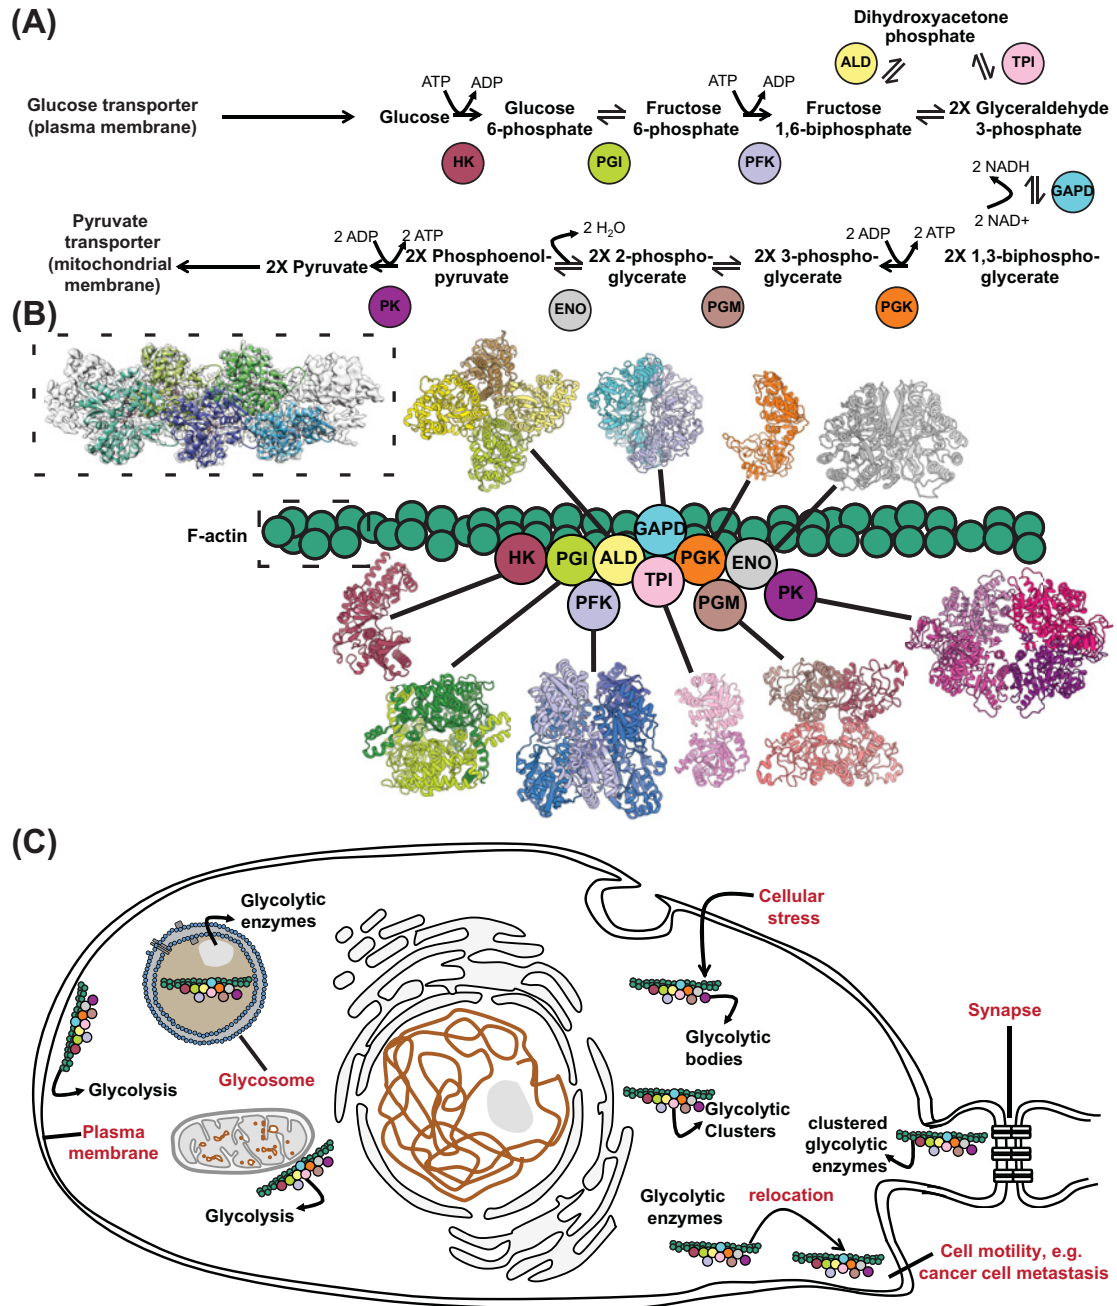 (A)
Dihydroxyacetone
phosphate
ALD
TPI
ATP
ADP
ATP
ADP
Glucose transporter
(plasma membrane)
Glucose
Glucose
6-phosphate
Fructose
6-phosphate
Fructose
1,6-biphosphate
2X Glyceraldehyde
3-phosphate
HK
PGI
PFK
2 NADH
GAPD
2 NAD+
Pyruvate
transporter
(mitochondrial
membrane)
2 ADP
2 ATP
2 H2O
2 ADP
2 ATP
2X Pyruvate
2X Phosphoenol-
pyruvate
2X 2-phospho-
glycerate
2X 3-phospho-
glycerate
2X 1,3-biphospho-
glycerate
PK
ENO
PGM
PGK
(B)
F-actin
GAPD
HK
PGI
ALD
TPI
PGK
ENO
PFK
PGM
PK
(C)
Glycolytic
enzymes
Cellular
stress
Glycolytic
bodies
Synapse
Glycolysis
Glycosome
Glycolytic
Clusters
clustered
glycolytic
enzymes
Plasma
membrane
Glycolysis
Glycolytic
enzymes
relocation
Cell motility, e.g.
cancer cell metastasis